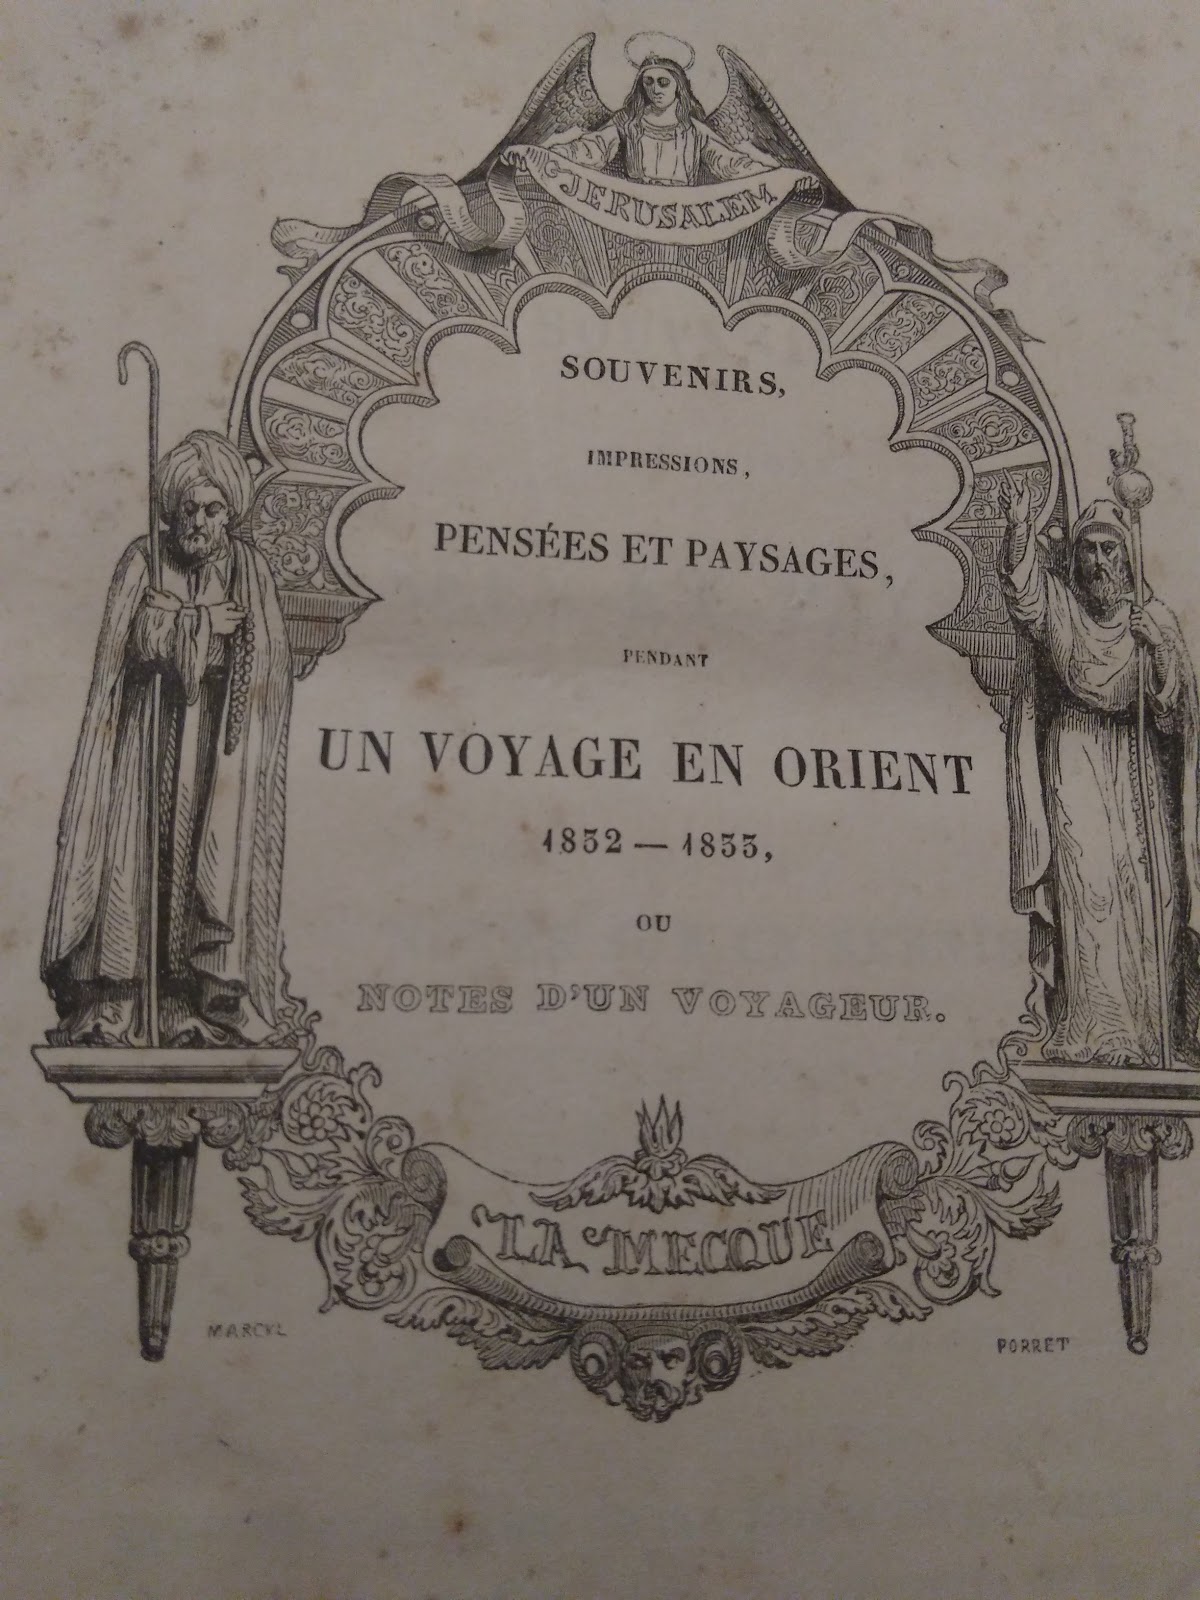 JERUSALEM
SOUVENIRS,
IMPRESSIONS,
PENSÉES ET PAYSAGES,
PENDANT
UN VOYAGE EN ORIENT
1832 — 1833,
OU
NOTES D'UN VOYAGEUR.
LA MECQUE
MARCKL
PORRET